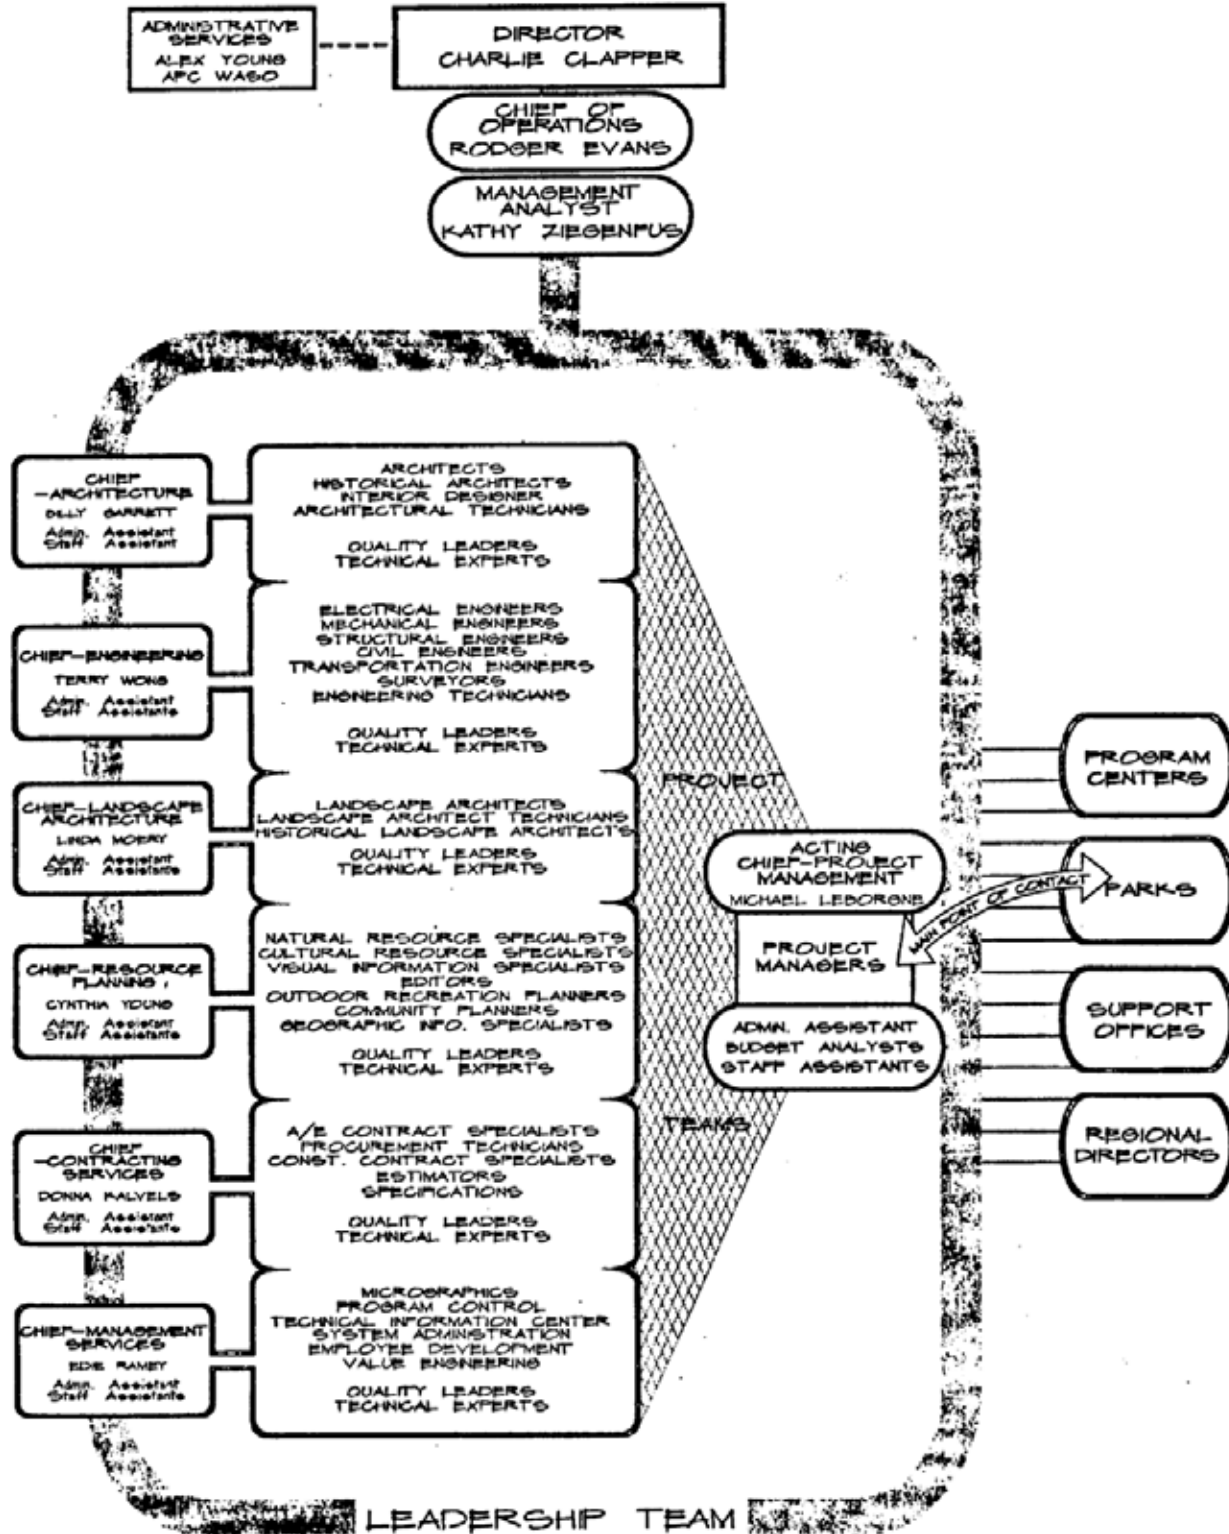 ADMINISTRATIVE
SERVICES
ALEX YOUNG
APC WASO
DIRECTOR
CHARLIE CLAPPER
CHIEF OF
OPERATIONS
RODGER EVANS
MANAGEMENT
ANALYST
KATHY ZIEGENFUS
CHIEF
-ARCHITECTURE
BILLY GARRETT
Admin. Assistant
Staff Assistant
ARCHITECTS
HISTORICAL ARCHITECTS
INTERIOR DESIGNER
ARCHITECTURAL TECHNICIANS
QUALITY LEADERS
TECHNICAL EXPERTS
CHIEF-ENGINEERING
TERRY WONG
Admn. Assistant
Staff Assistants
ELECTRICAL ENGINEERS
MECHANICAL ENGINEERS
STRUCTURAL ENGINEERS
CIVIL ENGINEERS
TRANSPORTATION ENGINEERS
SURVEYORS
ENGINEERING TECHNICIANS
QUALITY LEADERS
TECHNICAL EXPERTS
CHIEF-LANDSCAPE
ARCHITECTURE
LINDA MOERY
Admn. Assistant
Staff Assistants
LANDSCAPE ARCHITECTS
LANDSCAPE ARCHITECT TECHNICIANS
HISTORICAL LANDSCAPE ARCHITECTS
QUALITY LEADERS
TECHNICAL EXPERTS
CHIEF-RESOURCE
PLANNING
CYNTHIA YOUNG
Admn. Assistant
Staff Assistants
NATURAL RESOURCE SPECIALISTS
CULTURAL RESOURCE SPECIALISTS
VISUAL INFORMATION SPECIALISTS
EDITORS
OUTDOOR RECREATION PLANNERS
COMMUNITY PLANNERS
GEOGRAPHIC INFO. SPECIALISTS
QUALITY LEADERS
TECHNICAL EXPERTS
CHIEF
-CONTRACTING
SERVICES
DONNA KALVELS
Admn. Assistant
Staff Assistants
A/E CONTRACT SPECIALISTS
PROCUREMENT TECHNICIANS
CONST. CONTRACT SPECIALISTS
ESTIMATORS
SPECIFICATIONS
QUALITY LEADERS
TECHNICAL EXPERTS
CHIEF-MANAGEMENT
SERVICES
EDIE RAMEY
Admn. Assistant
Staff Assistants
MICROGRAPHICS
PROGRAM CONTROL
TECHNICAL INFORMATION CENTER
SYSTEM ADMINISTRATION
EMPLOYEE DEVELOPMENT
VALUE ENGINEERING
QUALITY LEADERS
TECHNICAL EXPERTS
PROJECT
TEAMS
ACTING
CHIEF-PROJECT
MANAGEMENT
MICHAEL LEBORGNE
PROJECT
MANAGERS
ADMN. ASSISTANT
BUDGET ANALYSTS
STAFF ASSISTANTS
MAIN POINT OF CONTACT
PROGRAM
CENTERS
PARKS
SUPPORT
OFFICES
REGIONAL
DIRECTORS
LEADERSHIP TEAM